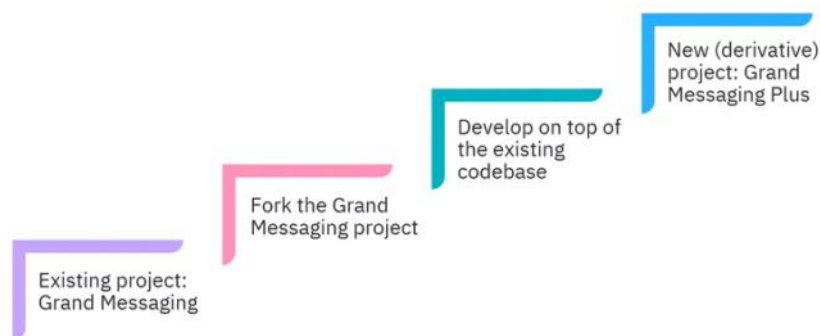 Existing project:
Grand Messaging
Fork the Grand
Messaging project
Develop on top of
the existing
codebase
New (derivative)
project: Grand
Messaging Plus